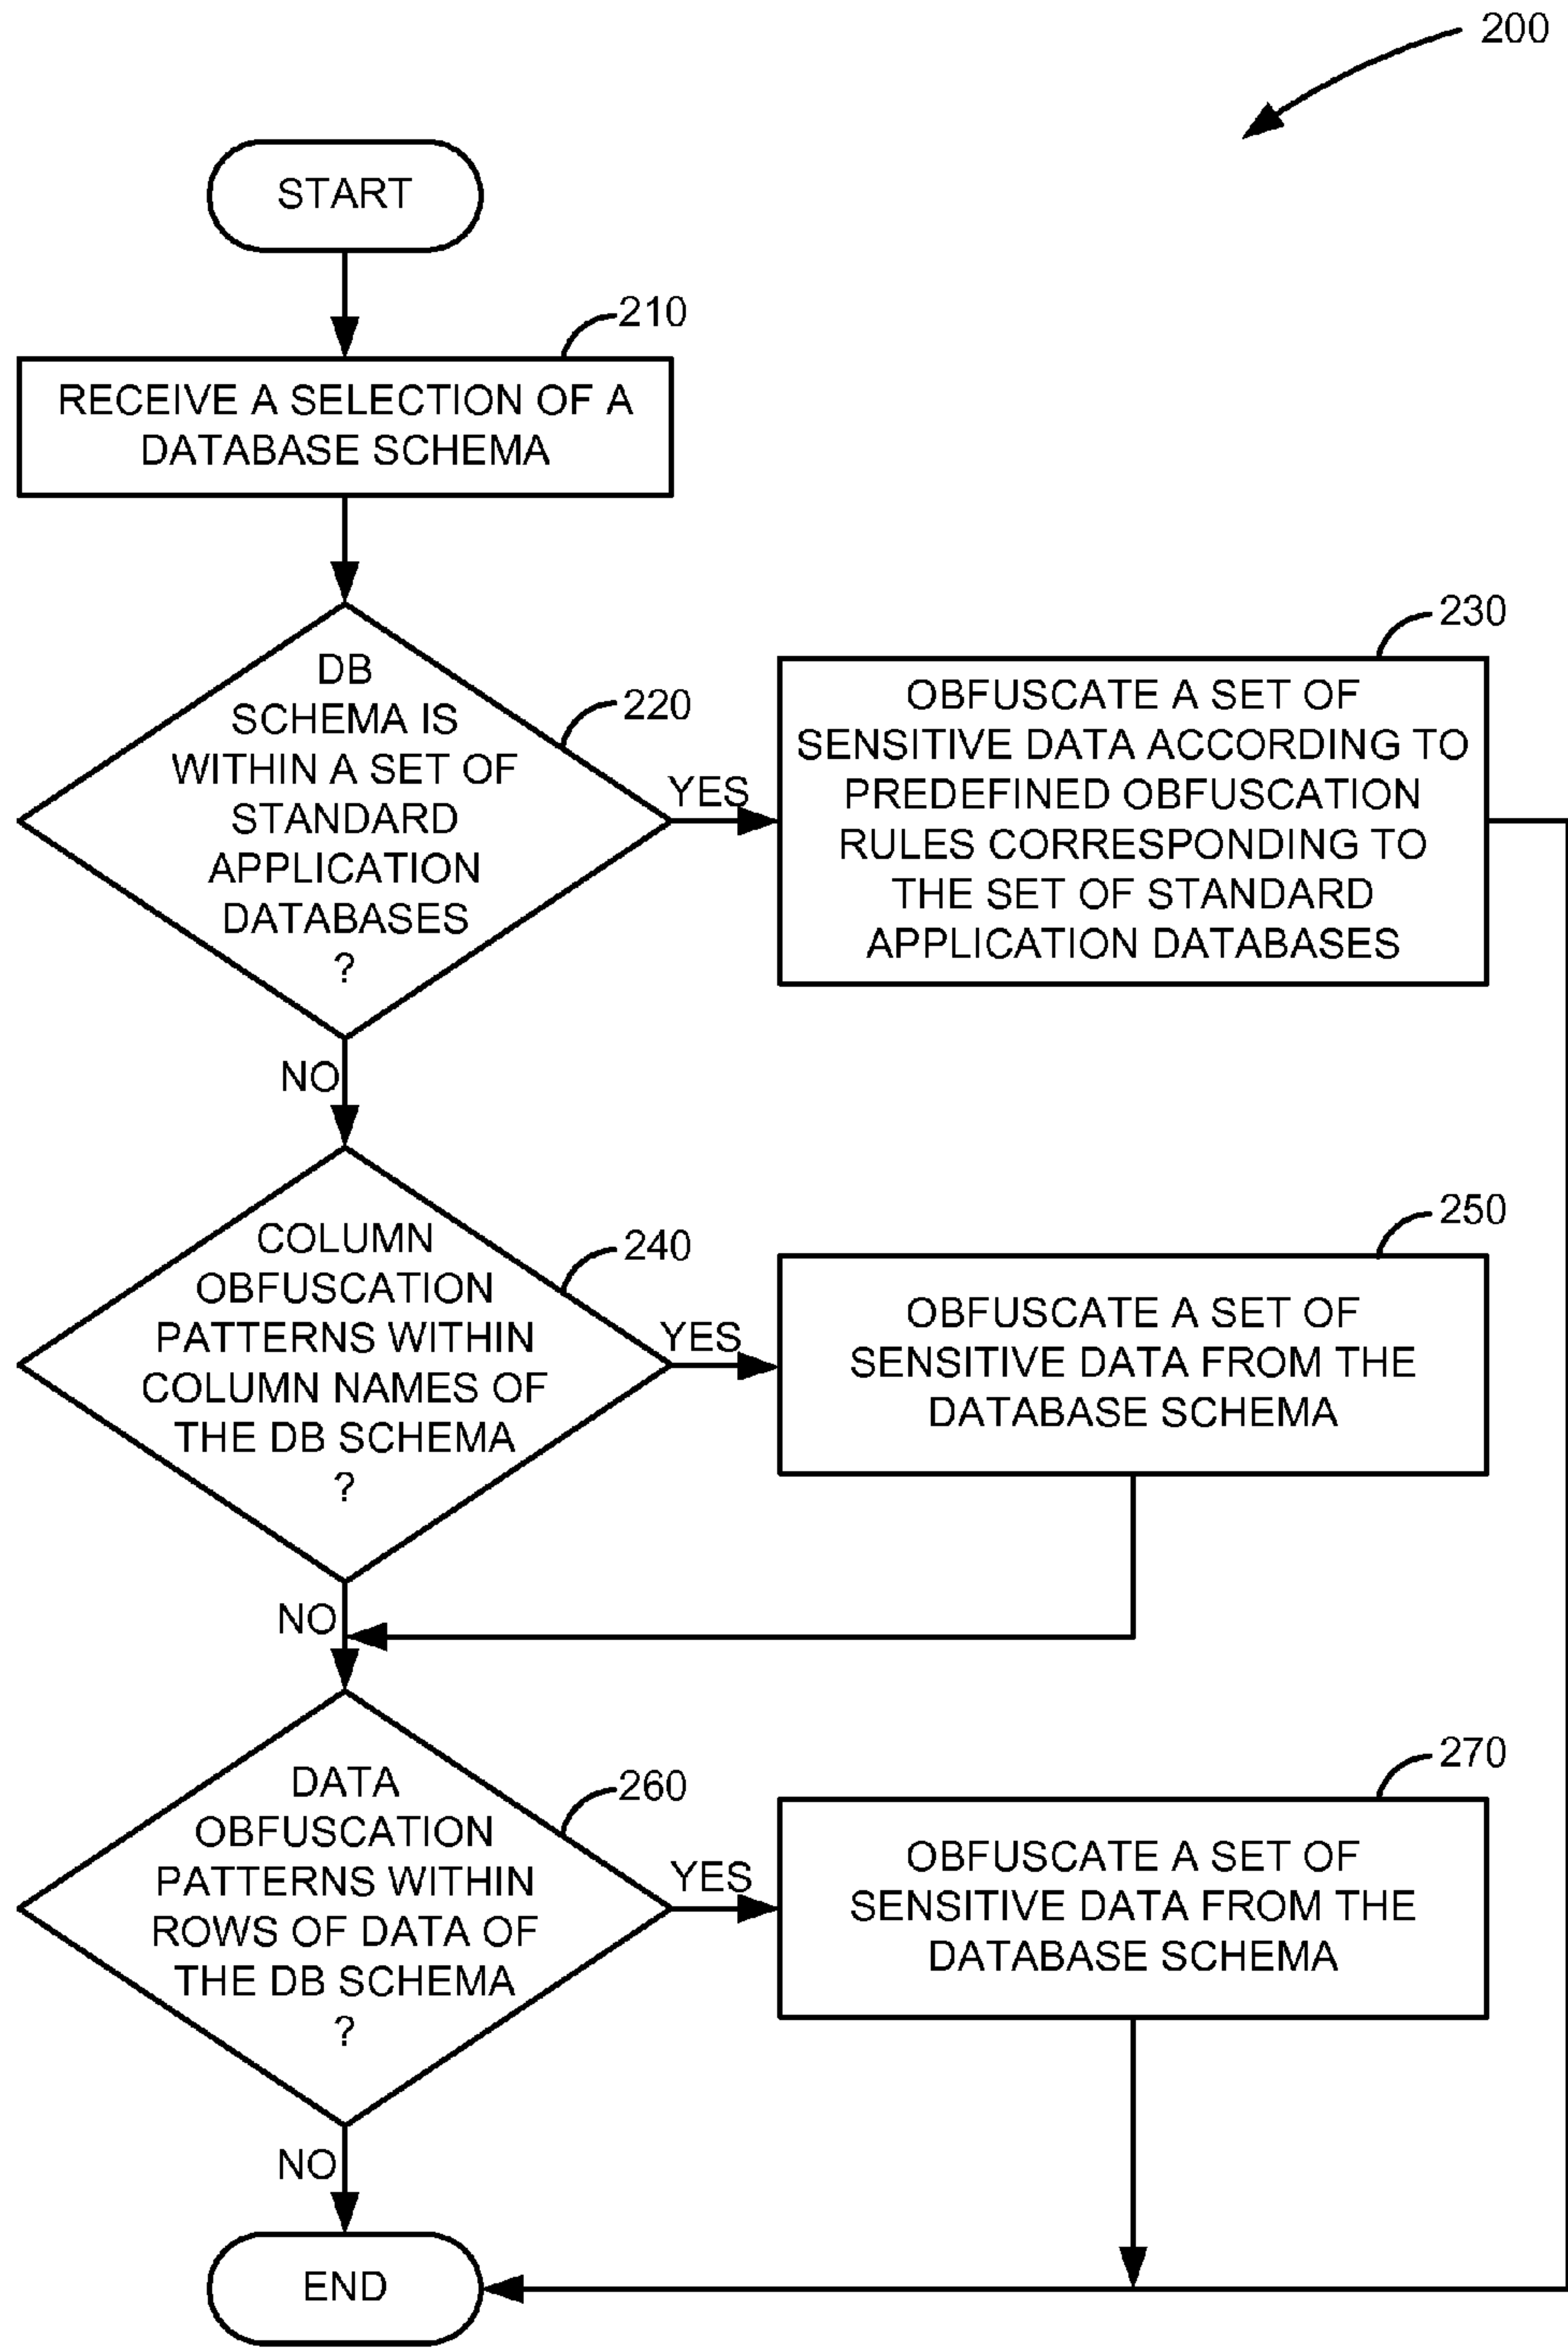 200
START
210
RECEIVE A SELECTION OF A
DATABASE SCHEMA
DB
SCHEMA IS
WITHIN A SET OF
STANDARD
APPLICATION
DATABASES
?
220
YES
230
OBFUSCATE A SET OF
SENSITIVE DATA ACCORDING TO
PREDEFINED OBFUSCATION
RULES CORRESPONDING TO
THE SET OF STANDARD
APPLICATION DATABASES
NO
COLUMN
OBFUSCATION
PATTERNS WITHIN
COLUMN NAMES OF
THE DB SCHEMA
?
240
YES
250
OBFUSCATE A SET OF
SENSITIVE DATA FROM THE
DATABASE SCHEMA
NO
DATA
OBFUSCATION
PATTERNS WITHIN
ROWS OF DATA OF
THE DB SCHEMA
?
260
YES
270
OBFUSCATE A SET OF
SENSITIVE DATA FROM THE
DATABASE SCHEMA
NO
END